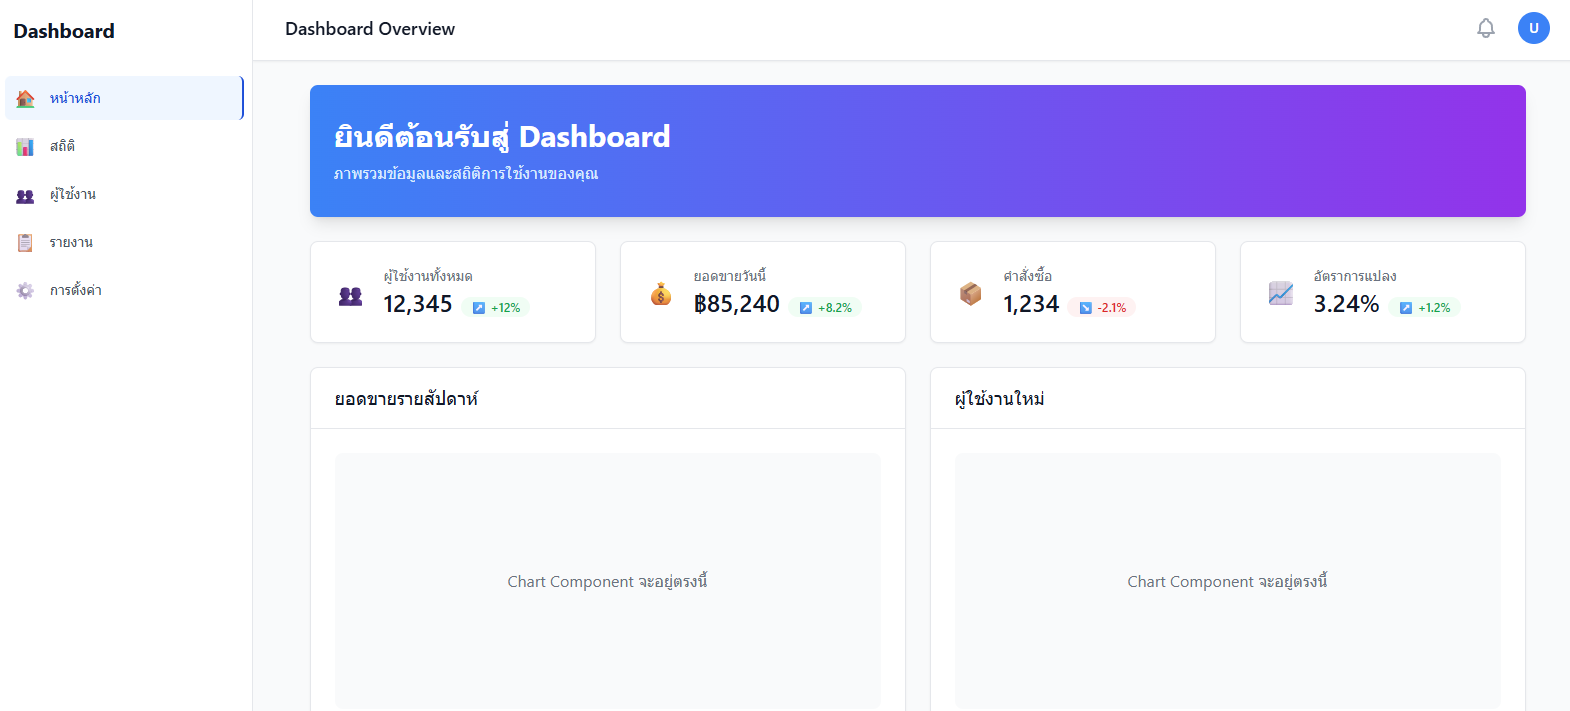 Dashboard
Dashboard Overview
U
หน้าหลัก
สถิติ
ผู้ใช้งาน
รายงาน
การตั้งค่า
ยินดีต้อนรับสู่ Dashboard
ภาพรวมข้อมูลและสถิติการใช้งานของคุณ
ผู้ใช้งานทั้งหมด
12,345 +12%
ยอดขายวันนี้
฿85,240 +8.2%
คำสั่งซื้อ
1,234 -2.1%
อัตราการแปลง
3.24% +1.2%
ยอดขายรายสัปดาห์
Chart Component จะอยู่ตรงนี้
ผู้ใช้งานใหม่
Chart Component จะอยู่ตรงนี้